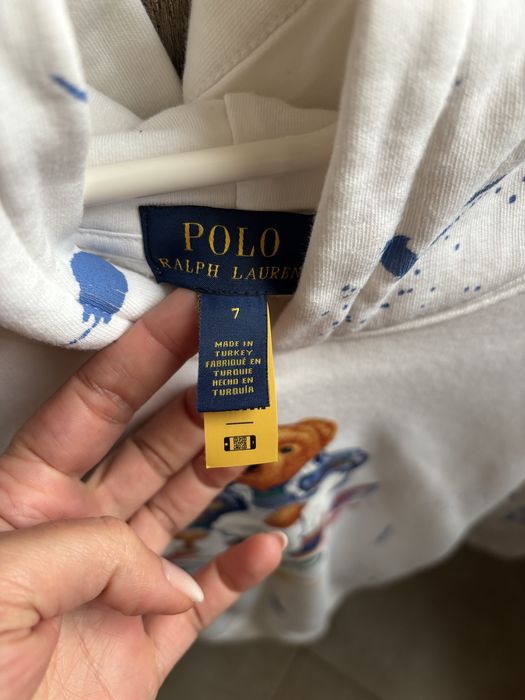 POLO
RALPH LAUREN
7
MADE IN
TURKEY
FABRIQUÉ EN
TURQUIE
HECHO EN
TURQUÍA